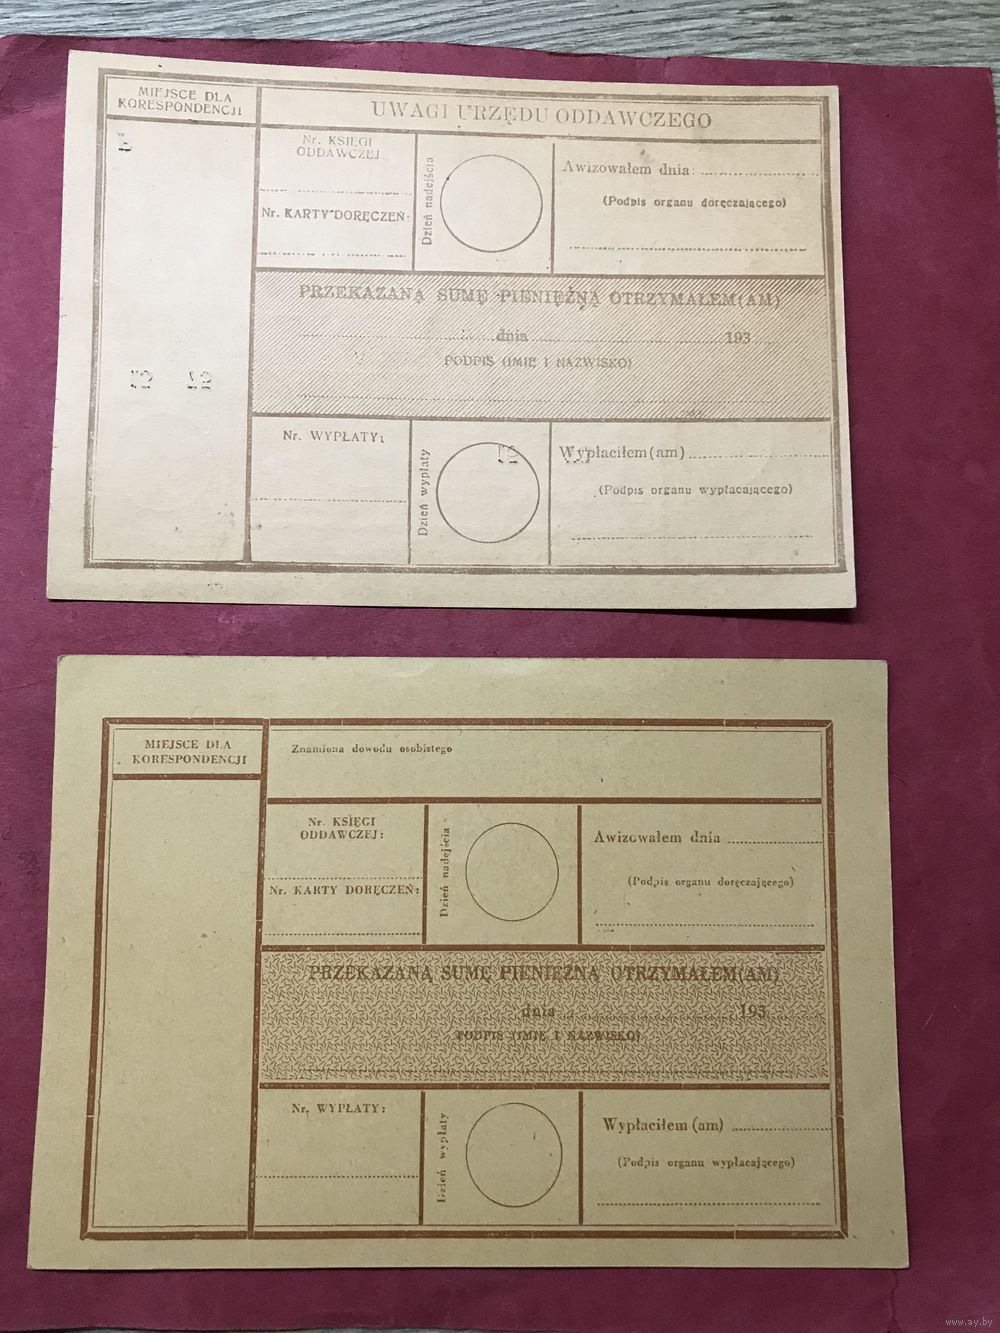 MIEJSCE DLA
KORESPONDENCJI
UWAGI URZĘDU ODDAWCZEGO
Nr. KSIĘGI
ODDAWCZEJ
Nr. KARTY DORĘCZEŃ:
Dzień nadejścia
Awizowałem dnia:
(Podpis organu doręczającego)
PRZEKAZANĄ SUMĘ PIENIĘŻNĄ OTRZYMAŁEM(AM)
dnia 193
PODPIS (IMIĘ I NAZWISKO)
Nr. WYPŁATY:
Dzień wypłaty
Wypłaciłem (am)
(Podpis organu wypłacającego)
MIEJSCE DLA
KORESPONDENCJI
Znamiona dowodu osobistego
Nr. KSIĘGI
ODDAWCZEJ:
Nr. KARTY DORĘCZEŃ:
Dzień nadejścia
Awizowałem dnia
(Podpis organu doręczającego)
PRZEKAZANĄ SUMĘ PIENIĘŻNĄ OTRZYMAŁEM(AM)
dnia 193
PODPIS (IMIĘ I NAZWISKO)
Nr. WYPŁATY:
Dzień wypłaty
Wypłaciłem (am)
(Podpis organu wypłacającego)
www.ay.by